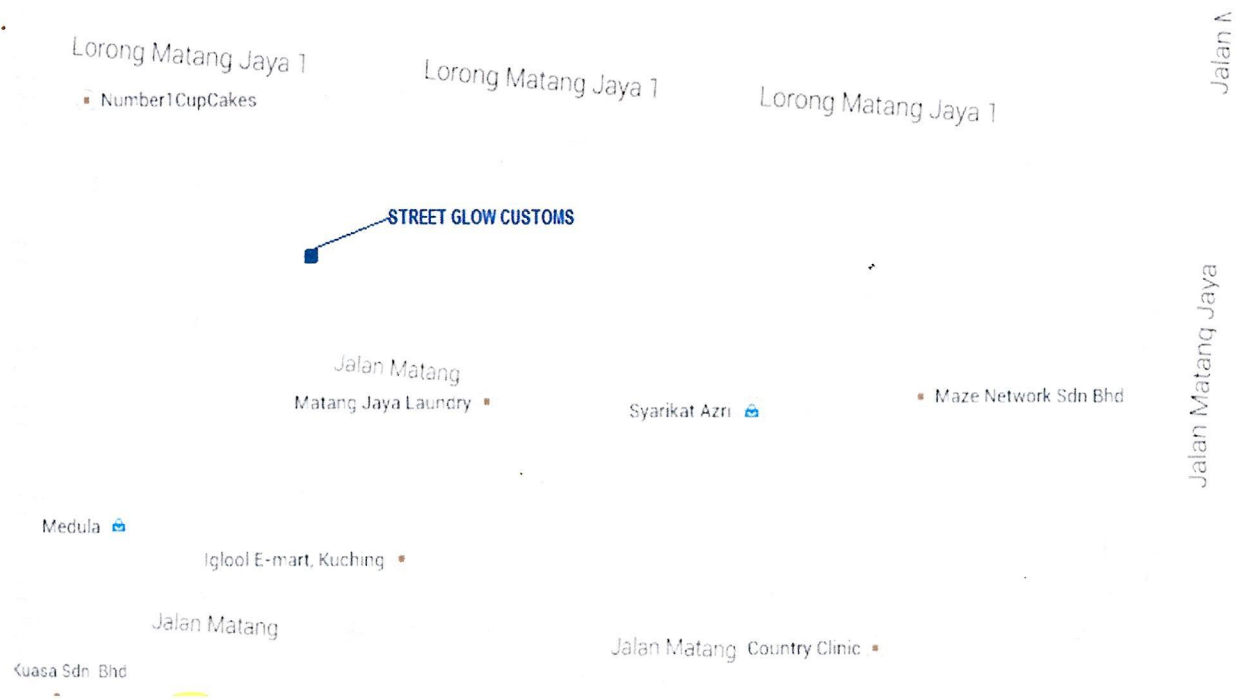 Jalan M
Lorong Matang Jaya 1
Lorong Matang Jaya 1
Lorong Matang Jaya 1
Number1CupCakes
STREET GLOW CUSTOMS
Jalan Matang Jaya
Jalan Matang
Matang Jaya Laundry
Syarikat Azri
Maze Network Sdn Bhd
Medula
Iglool E-mart, Kuching
Jalan Matang
Jalan Matang
Country Clinic
Kuasa Sdn. Bhd